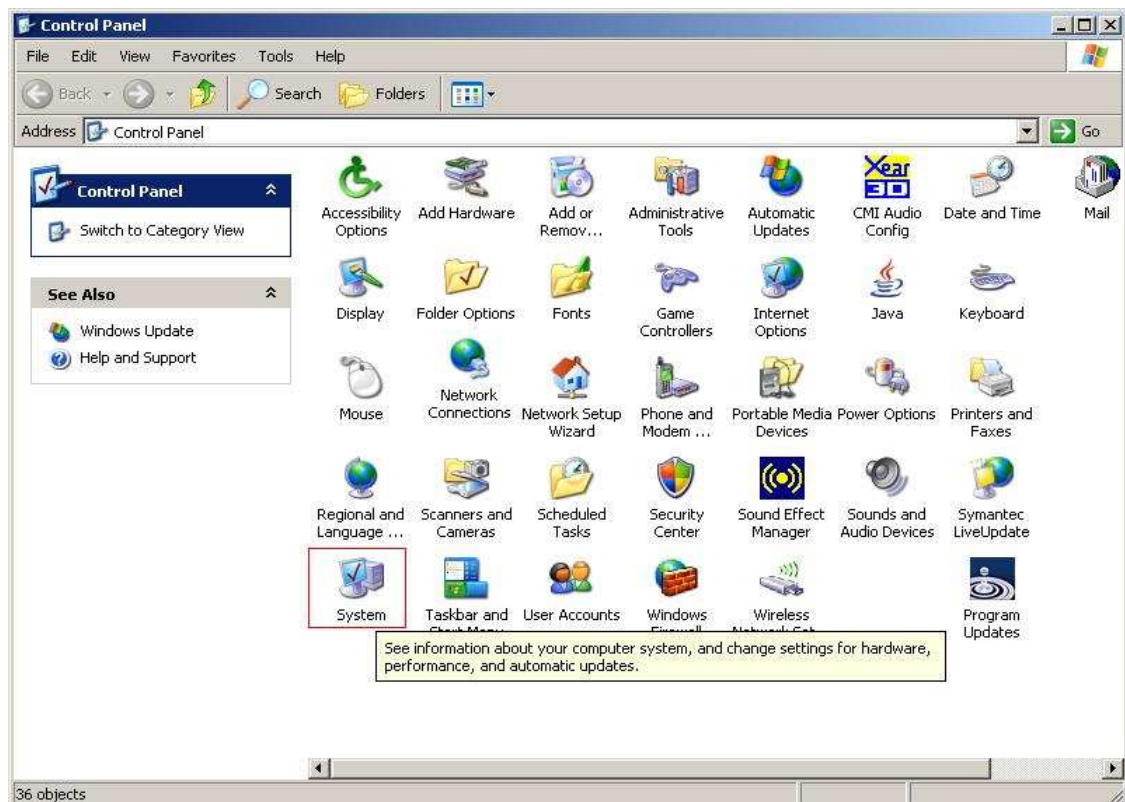 Control Panel
File Edit View Favorites Tools Help
Back Search Folders
Address Control Panel Go
Control Panel
Switch to Category View
See Also
Windows Update
Help and Support
Accessibility Options
Add Hardware
Add or Remov...
Administrative Tools
Automatic Updates
Xear 3D
CMI Audio Config
Date and Time
Mail
Display
Folder Options
Fonts
Game Controllers
Internet Options
Java
Keyboard
Mouse
Network Connections
Network Setup Wizard
Phone and Modem ...
Portable Media Devices
Power Options
Printers and Faxes
Regional and Language ...
Scanners and Cameras
Scheduled Tasks
Security Center
Sound Effect Manager
Sounds and Audio Devices
Symantec LiveUpdate
System
Taskbar and
User Accounts
Windows
Wireless
Program Updates
See information about your computer system, and change settings for hardware,
performance, and automatic updates.
36 objects